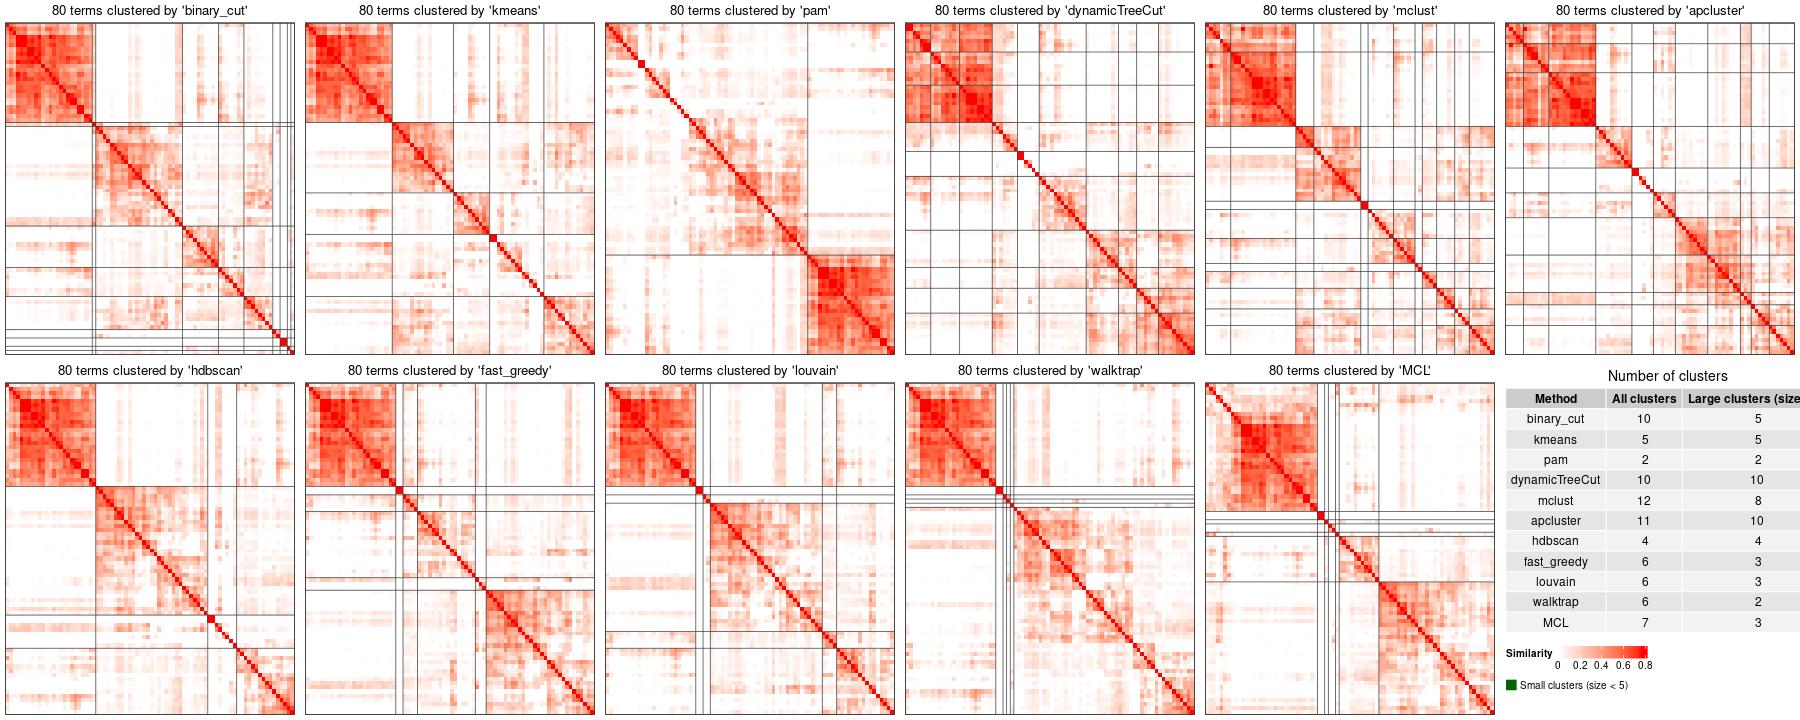 80 terms clustered by 'binary_cut'
80 terms clustered by 'kmeans'
80 terms clustered by 'pam'
80 terms clustered by 'dynamicTreeCut'
80 terms clustered by 'mclust'
80 terms clustered by 'apcluster'
80 terms clustered by 'hdbscan'
80 terms clustered by 'fast_greedy'
80 terms clustered by 'louvain'
80 terms clustered by 'walktrap'
80 terms clustered by 'MCL'
Number of clusters
Method All clusters Large clusters (size
binary_cut 10 5
kmeans 5 5
pam 2 2
dynamicTreeCut 10 10
mclust 12 8
apcluster 11 10
hdbscan 4 4
fast_greedy 6 3
louvain 6 3
walktrap 6 2
MCL 7 3
Similarity
0 0.2 0.4 0.6 0.8
Small clusters (size < 5)